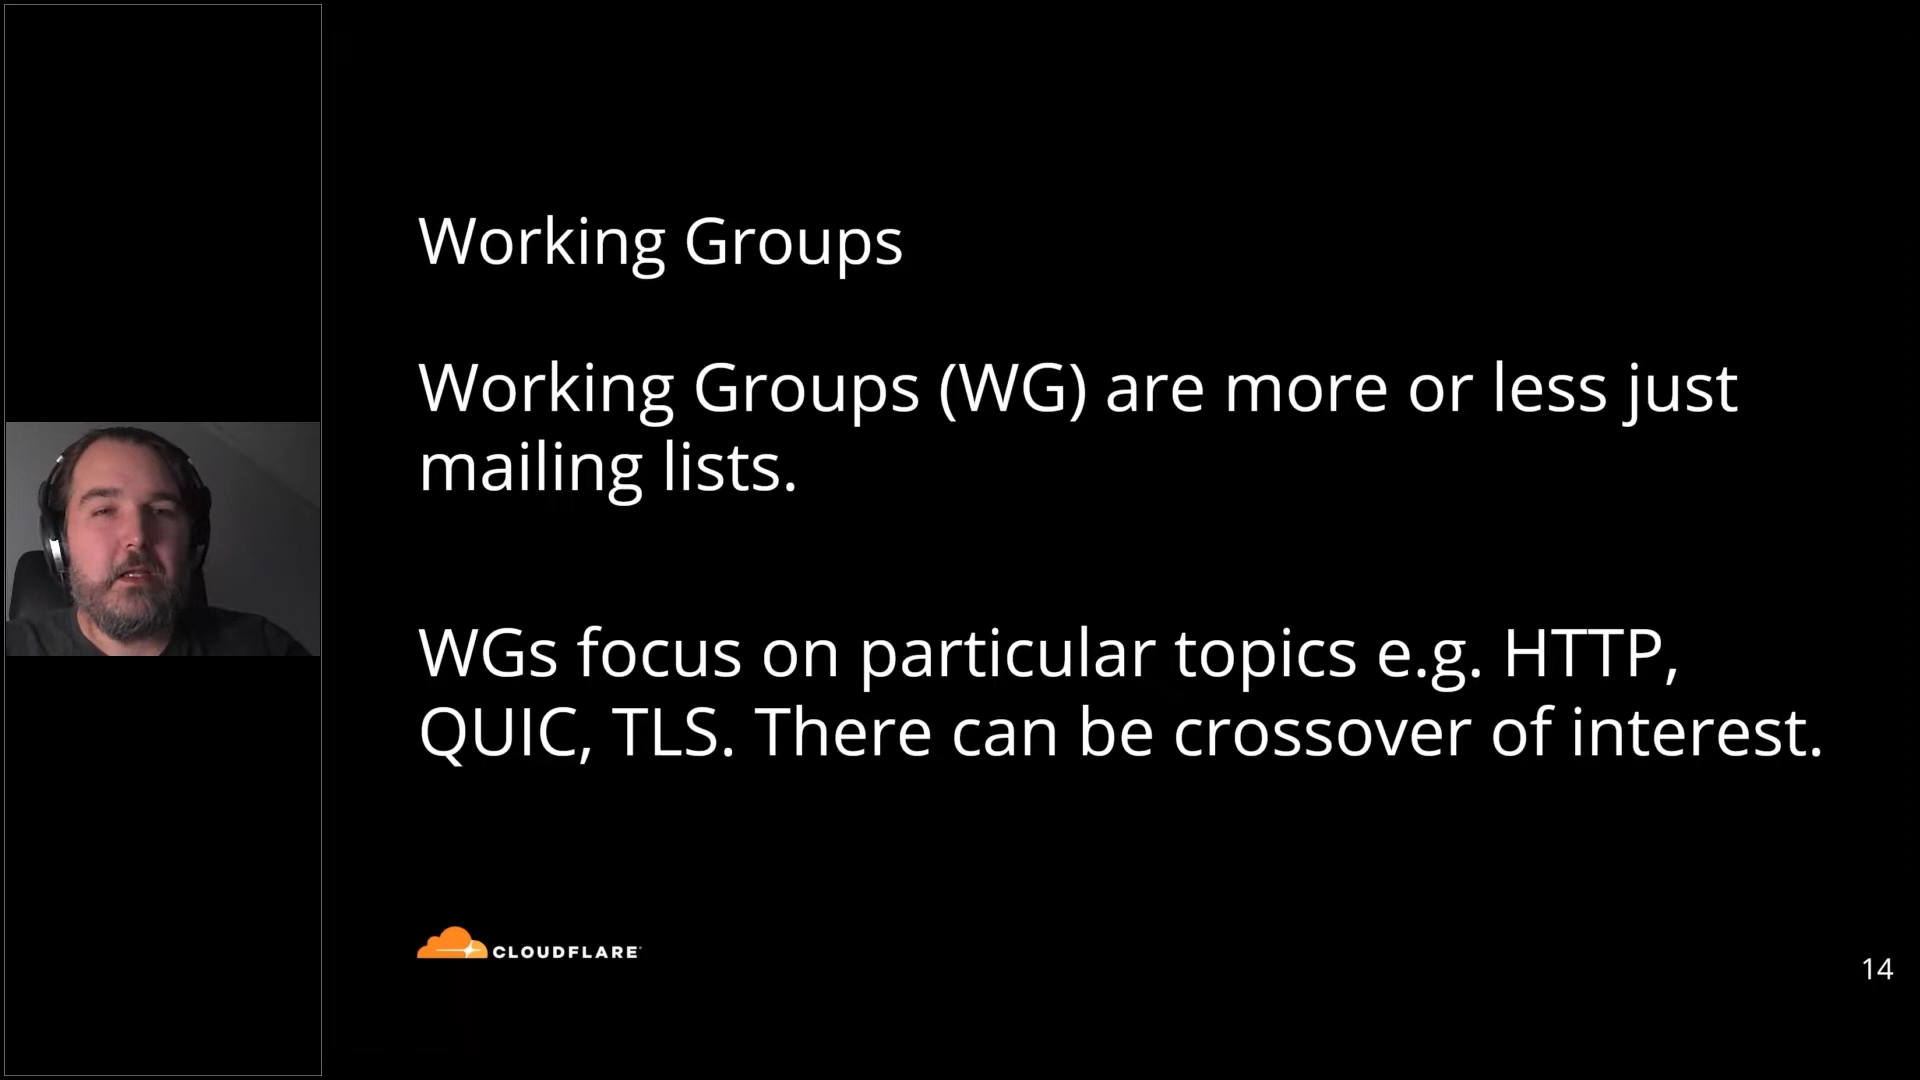 Working Groups
Working Groups (WG) are more or less just
mailing lists.
WGs focus on particular topics e.g. HTTP,
QUIC, TLS. There can be crossover of interest.
CLOUDFLARE
14